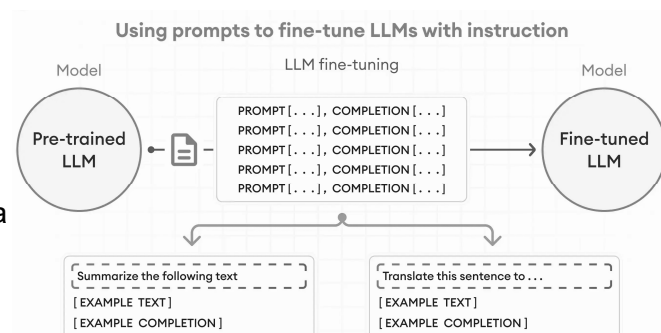 Using prompts to fine-tune LLMs with instruction
LLM fine-tuning
Model
Model
Pre-trained
LLM
PROMPT[...], COMPLETION[...]
PROMPT[...], COMPLETION[...]
PROMPT[...], COMPLETION[...]
PROMPT[...], COMPLETION[...]
PROMPT[...], COMPLETION[...]
Fine-tuned
LLM
a
Summarize the following text
[EXAMPLE TEXT]
[EXAMPLE COMPLETION]
Translate this sentence to...
[EXAMPLE TEXT]
[EXAMPLE COMPLETION]